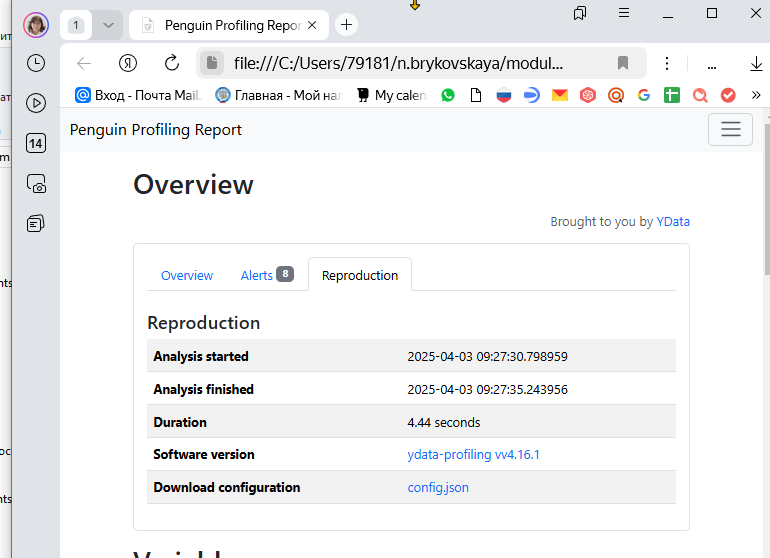 1
Penguin Profiling Repor
file:///C:/Users/79181/n.brykovskaya/modul...
Вход - Почта Mail.
Главная - Мой нал
My calen
14
Penguin Profiling Report
Overview
Brought to you by YData
Overview
Alerts 8
Reproduction
Reproduction
Analysis started 2025-04-03 09:27:30.798959
Analysis finished 2025-04-03 09:27:35.243956
Duration 4.44 seconds
Software version ydata-profiling vv4.16.1
Download configuration config.json